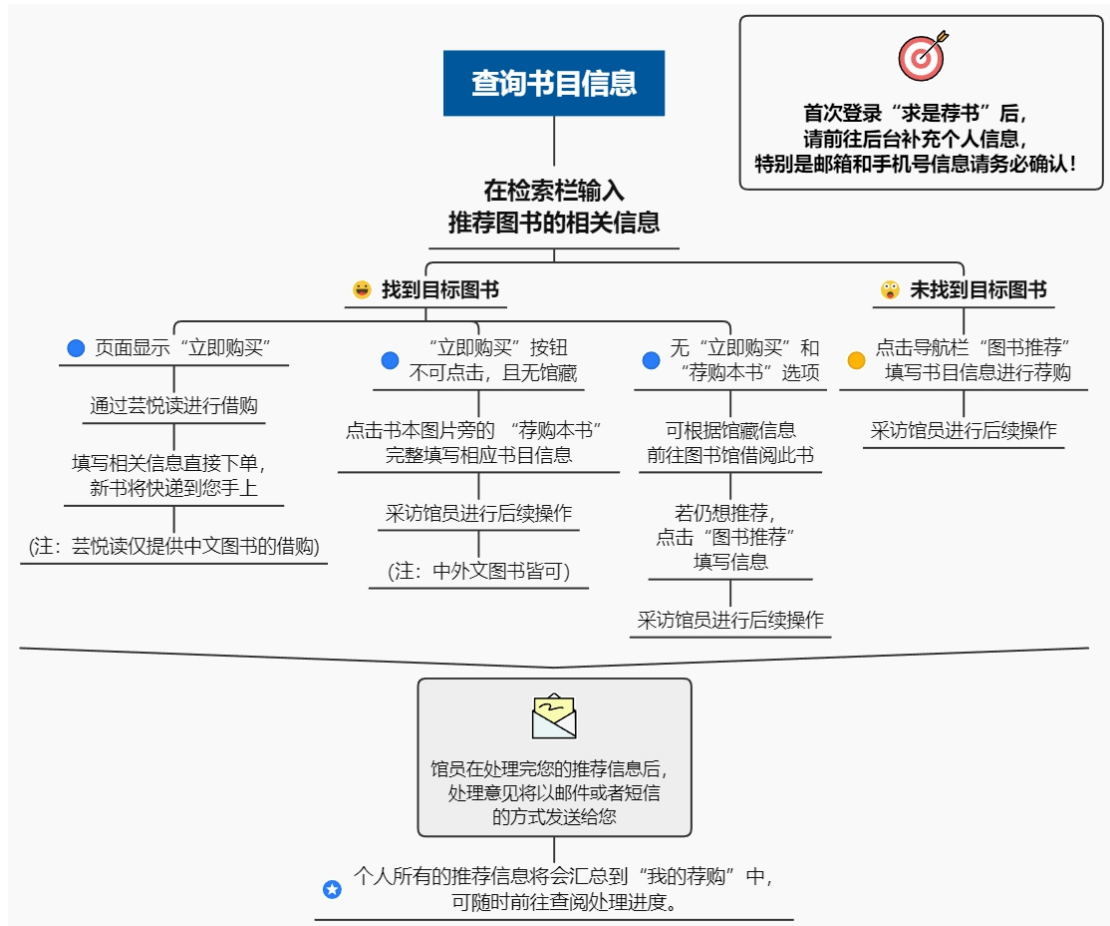 查询书目信息
首次登录“求是荐书”后，
请前往后台补充个人信息，
特别是邮箱和手机号信息请务必确认！
在检索栏输入
推荐图书的相关信息
找到目标图书
未找到目标图书
页面显示“立即购买”
通过芸悦读进行借购
填写相关信息直接下单，
新书将快递到您手上
(注：芸悦读仅提供中文图书的借购)
“立即购买”按钮
不可点击，且无馆藏
点击书本图片旁的 “荐购本书”
完整填写相应书目信息
采访馆员进行后续操作
(注：中外文图书皆可)
无“立即购买”和
“荐购本书”选项
可根据馆藏信息
前往图书馆借阅此书
若仍想推荐，
点击“图书推荐”
填写信息
采访馆员进行后续操作
点击导航栏“图书推荐”
填写书目信息进行荐购
采访馆员进行后续操作
馆员在处理完您的推荐信息后，
处理意见将以邮件或者短信
的方式发送给您
个人所有的推荐信息将会汇总到“我的荐购”中，
可随时前往查阅处理进度。